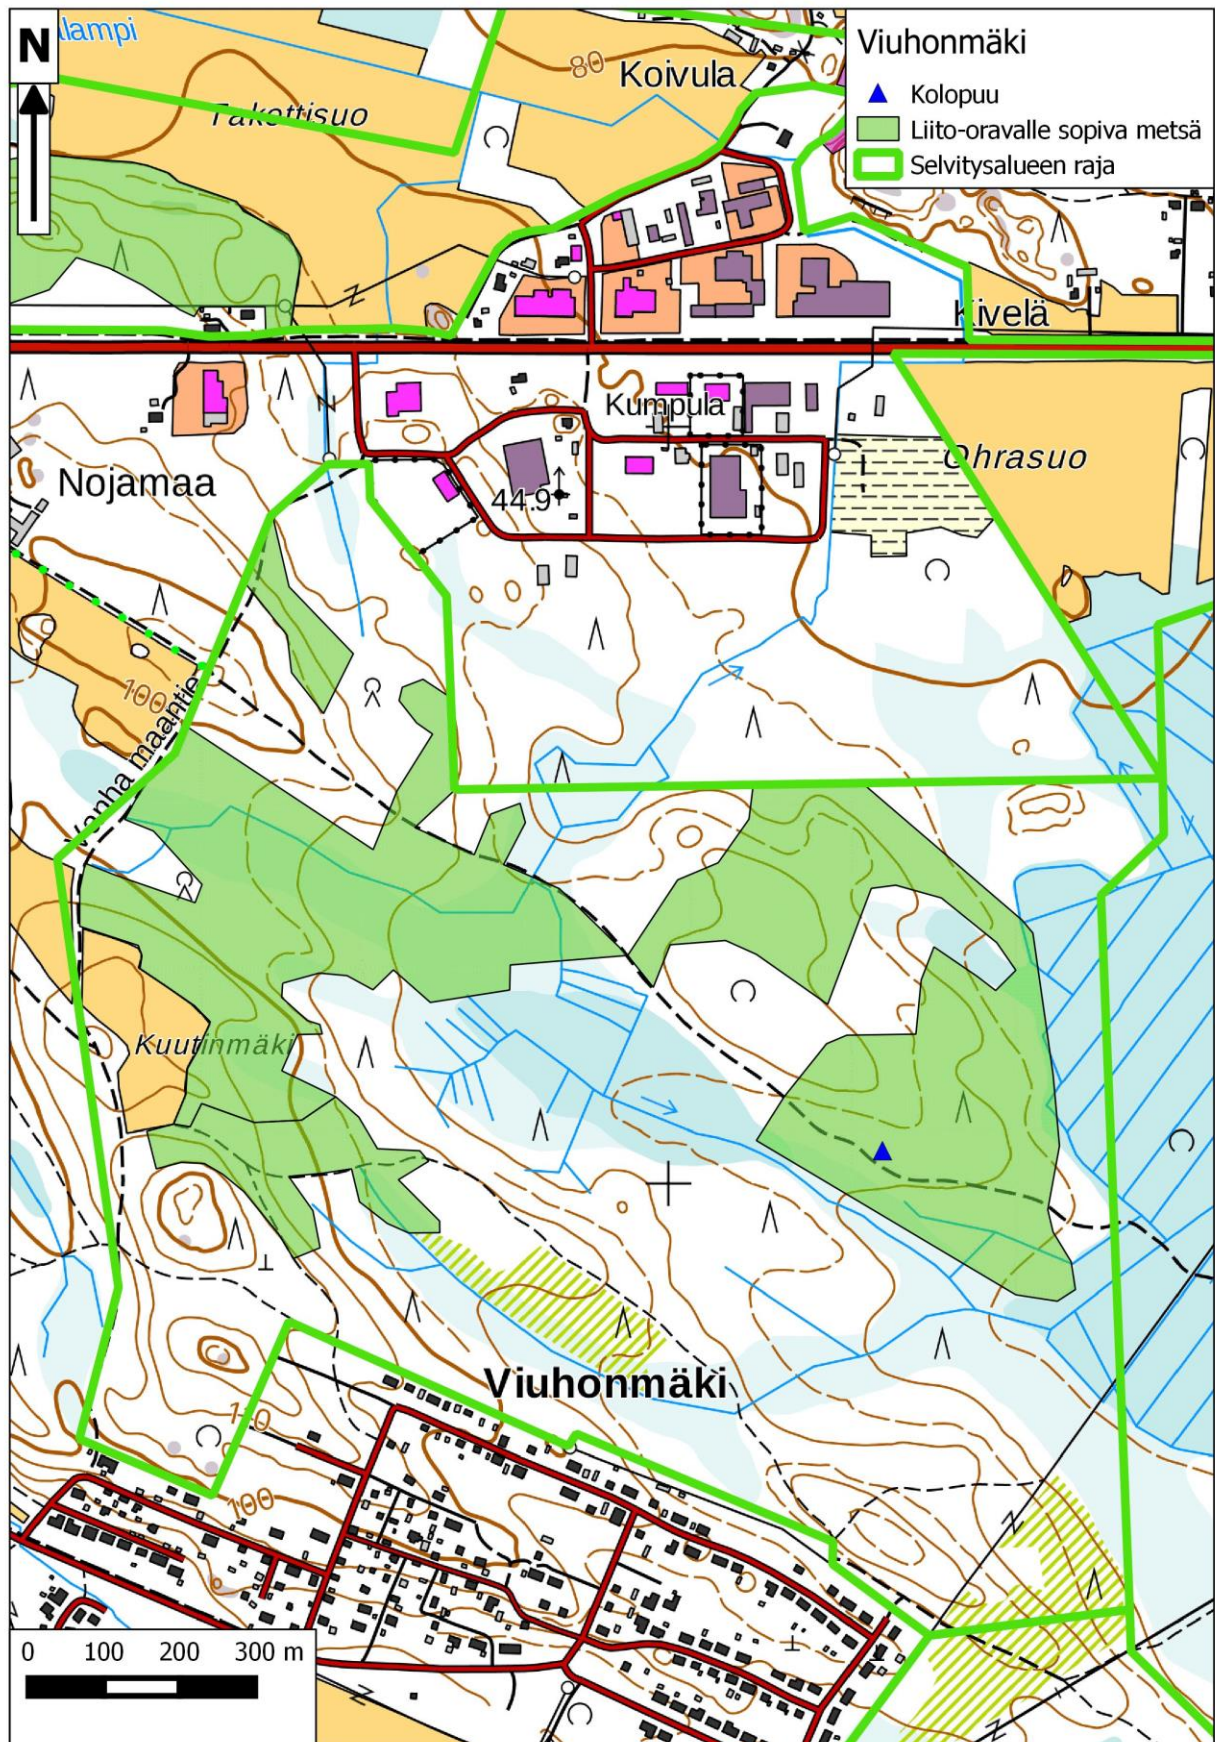 N
lampi
Takottisuo
80
Koivula
Viuhonmäki
Kolopuu
Liito-oravalle sopiva metsä
Selvitysalueen raja
Kivelä
Kumpula
Nojamaa
44.9
Ohrasuo
100
Vanha maantie
Kuutinmäki
Viuhonmäki
110
100
0 100 200 300 m